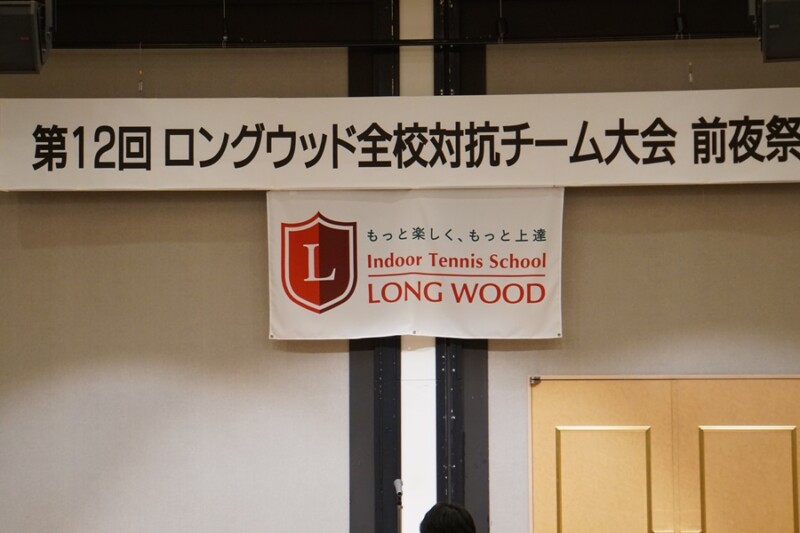 第12回 ロングウッド全校対抗チーム大会 前夜祭
L
もっと楽しく、もっと上達
Indoor Tennis School
LONG WOOD